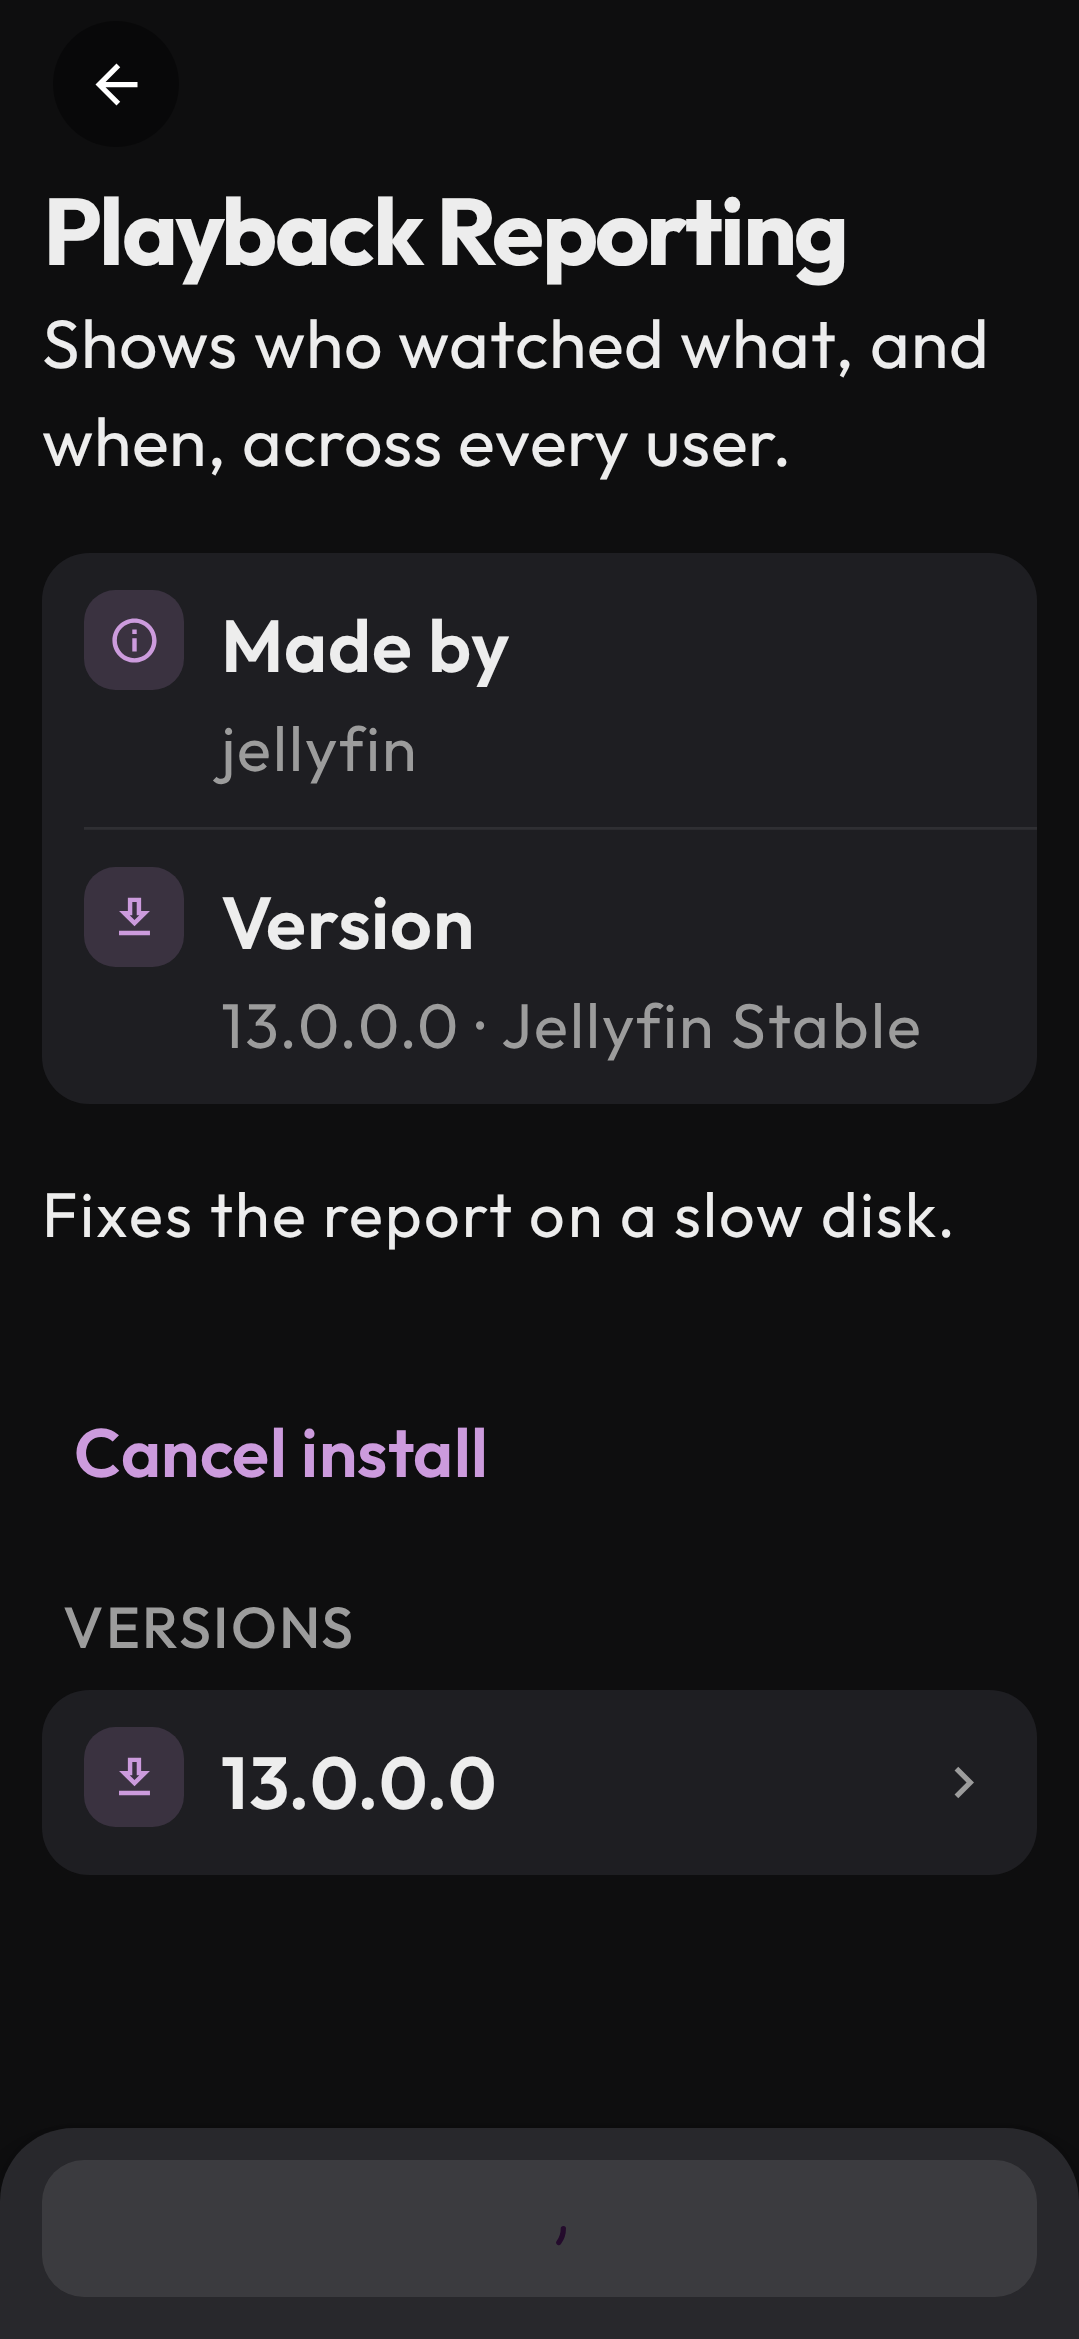 Playback Reporting
Shows who watched what, and
when, across every user.
Made by
jellyfin
Version
13.0.0.0 · Jellyfin Stable
Fixes the report on a slow disk.
Cancel install
VERSIONS
13.0.0.0